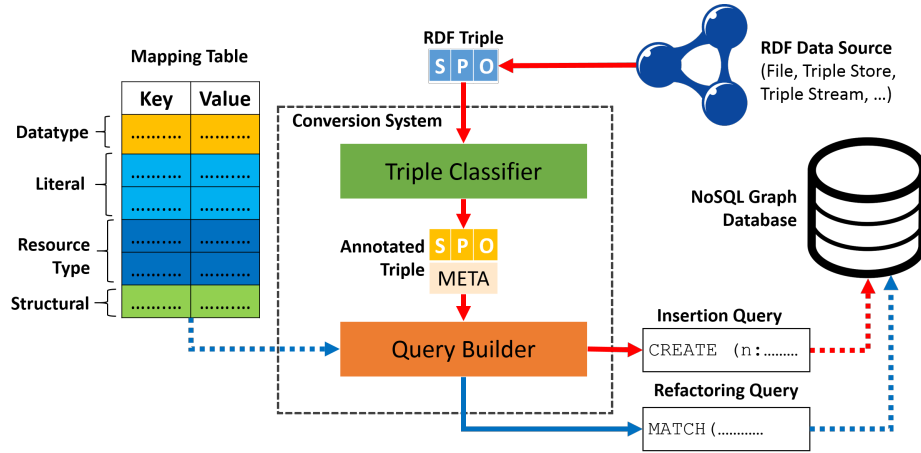 RDF Triple
S P O
RDF Data Source
(File, Triple Store,
Triple Stream, ...)
Mapping Table
Key Value
Datatype
.......... ..........
Literal
.......... ..........
.......... ..........
Resource
Type
.......... ..........
.......... ..........
Structural
.......... ..........
Conversion System
Triple Classifier
Annotated
Triple
S P O
META
Query Builder
NoSQL Graph
Database
Insertion Query
CREATE (n:.........
Refactoring Query
MATCH(............